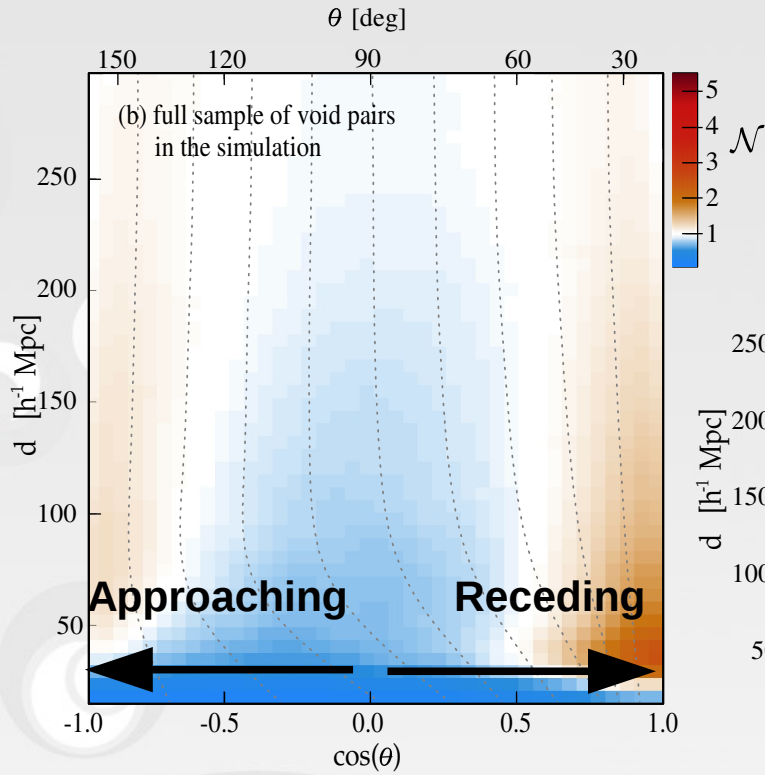 θ [deg]
150 120 90 60 30
(b) full sample of void pairs
in the simulation
d [h⁻¹ Mpc]
250
200
150
100
50
Approaching Receding
-1.0 -0.5 0.0 0.5 1.0
cos(θ)
5
4
3
2
1
𝒩
d [h⁻¹ Mpc]
250
200
150
100
50